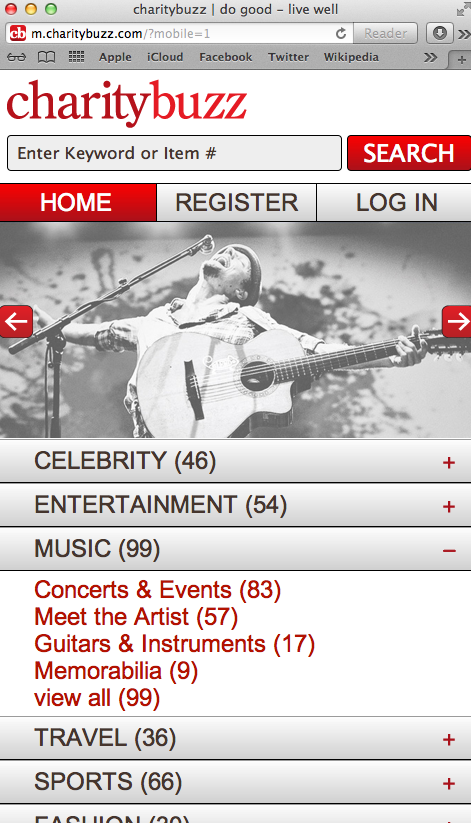 charitybuzz | do good – live well
cb m.charitybuzz.com/?mobile=1 Reader
Apple iCloud Facebook Twitter Wikipedia
charitybuzz
Enter Keyword or Item # SEARCH
HOME REGISTER LOG IN
CELEBRITY (46) +
ENTERTAINMENT (54) +
MUSIC (99) –
Concerts & Events (83)
Meet the Artist (57)
Guitars & Instruments (17)
Memorabilia (9)
view all (99)
TRAVEL (36) +
SPORTS (66) +
FASHION